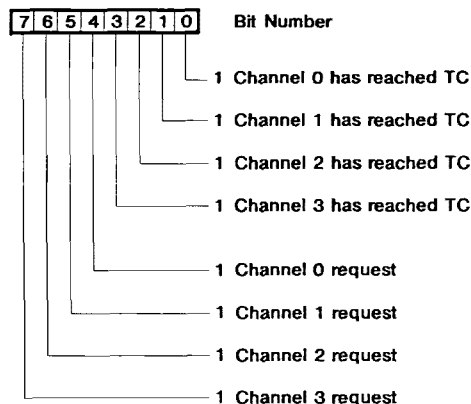 7 6 5 4 3 2 1 0 Bit Number
1 Channel 0 has reached TC
1 Channel 1 has reached TC
1 Channel 2 has reached TC
1 Channel 3 has reached TC
1 Channel 0 request
1 Channel 1 request
1 Channel 2 request
1 Channel 3 request